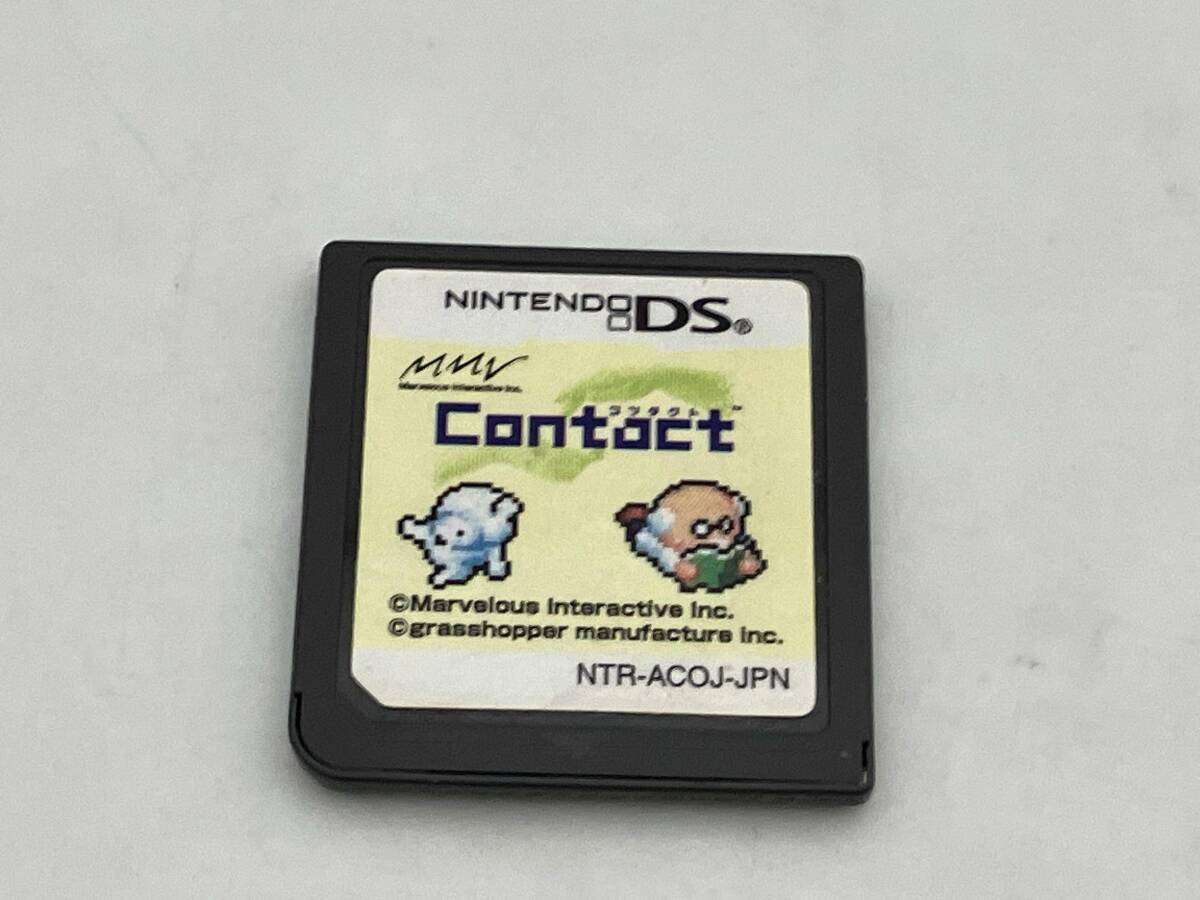 NINTENDO DS®
MMV
Marvelous Interactive Inc.
コンタクト
Contact™
©Marvelous Interactive Inc.
©grasshopper manufacture inc.
NTR-ACOJ-JPN